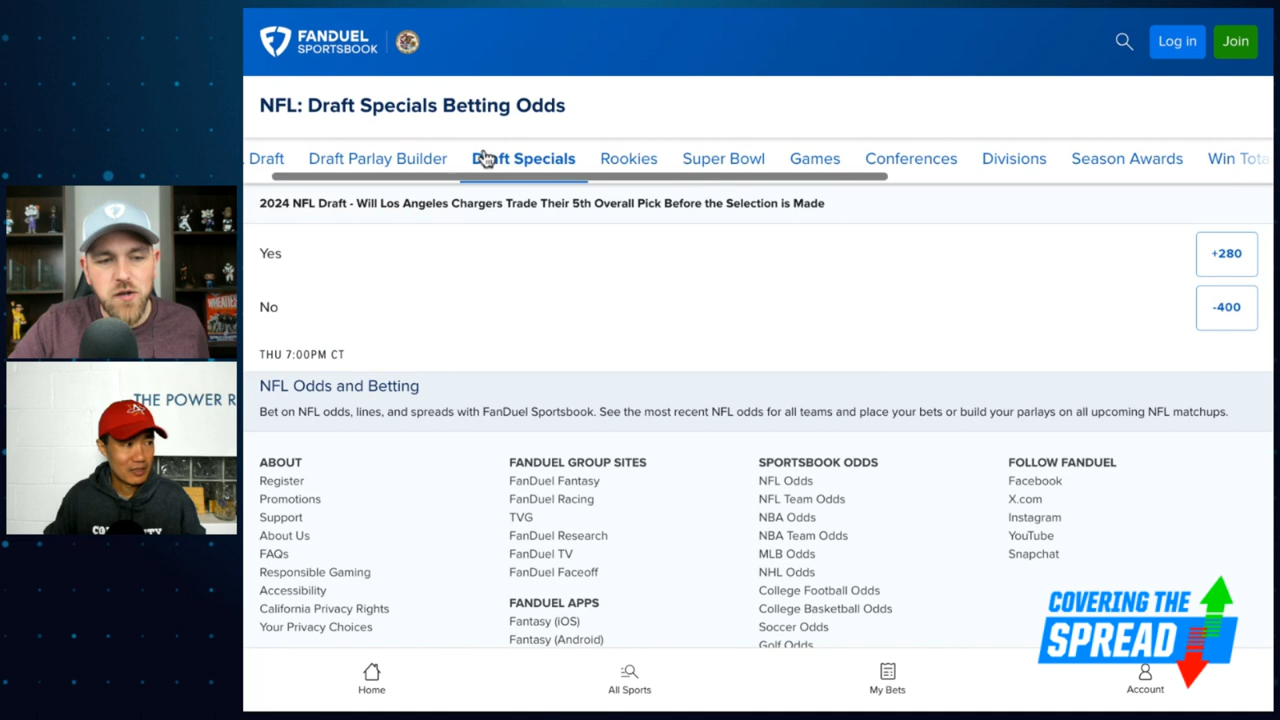 FANDUEL
SPORTSBOOK
Log in
Join
NFL: Draft Specials Betting Odds
Draft
Draft Parlay Builder
Draft Specials
Rookies
Super Bowl
Games
Conferences
Divisions
Season Awards
Win Tota
2024 NFL Draft - Will Los Angeles Chargers Trade Their 5th Overall Pick Before the Selection is Made
Yes
+280
No
-400
THU 7:00PM CT
NFL Odds and Betting
Bet on NFL odds, lines, and spreads with FanDuel Sportsbook. See the most recent NFL odds for all teams and place your bets or build your parlays on all upcoming NFL matchups.
ABOUT
Register
Promotions
Support
About Us
FAQs
Responsible Gaming
Accessibility
California Privacy Rights
Your Privacy Choices
FANDUEL GROUP SITES
FanDuel Fantasy
FanDuel Racing
TVG
FanDuel Research
FanDuel TV
FanDuel Faceoff
FANDUEL APPS
Fantasy (iOS)
Fantasy (Android)
SPORTSBOOK ODDS
NFL Odds
NFL Team Odds
NBA Odds
NBA Team Odds
MLB Odds
NHL Odds
College Football Odds
College Basketball Odds
Soccer Odds
Golf Odds
FOLLOW FANDUEL
Facebook
X.com
Instagram
YouTube
Snapchat
COVERING THE
SPREAD
Home
All Sports
My Bets
Account
WHEATIES
THE POWER R